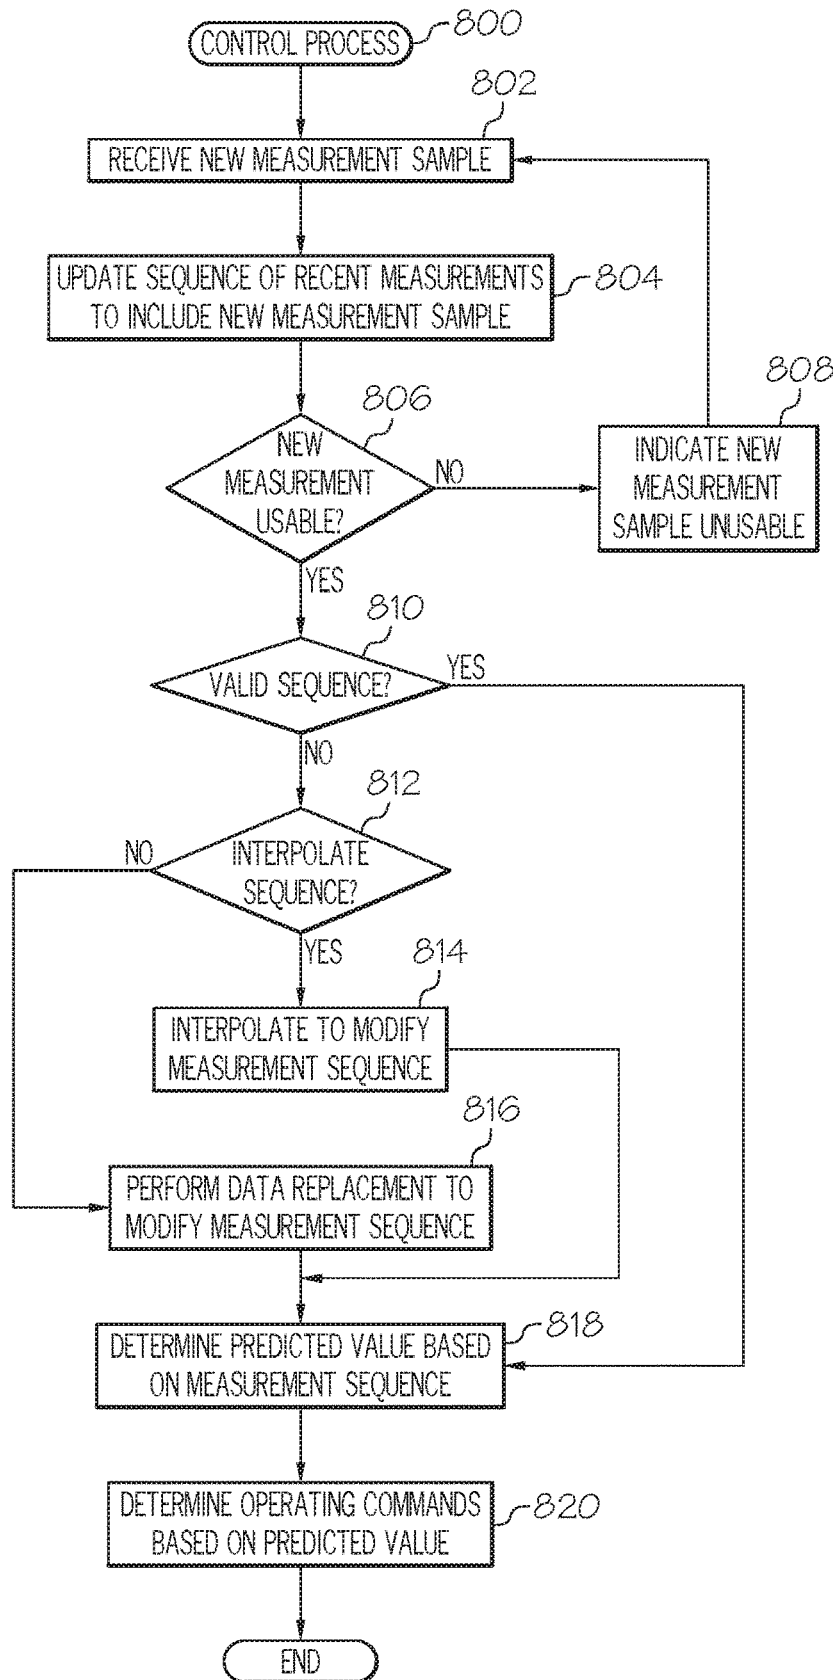 CONTROL PROCESS
800
802
RECEIVE NEW MEASUREMENT SAMPLE
UPDATE SEQUENCE OF RECENT MEASUREMENTS
TO INCLUDE NEW MEASUREMENT SAMPLE
804
806
NEW
MEASUREMENT
USABLE?
NO
808
INDICATE NEW
MEASUREMENT
SAMPLE UNUSABLE
YES
810
VALID SEQUENCE?
YES
NO
812
INTERPOLATE
SEQUENCE?
NO
YES
814
INTERPOLATE TO MODIFY
MEASUREMENT SEQUENCE
816
PERFORM DATA REPLACEMENT TO
MODIFY MEASUREMENT SEQUENCE
818
DETERMINE PREDICTED VALUE BASED
ON MEASUREMENT SEQUENCE
DETERMINE OPERATING COMMANDS
BASED ON PREDICTED VALUE
820
END